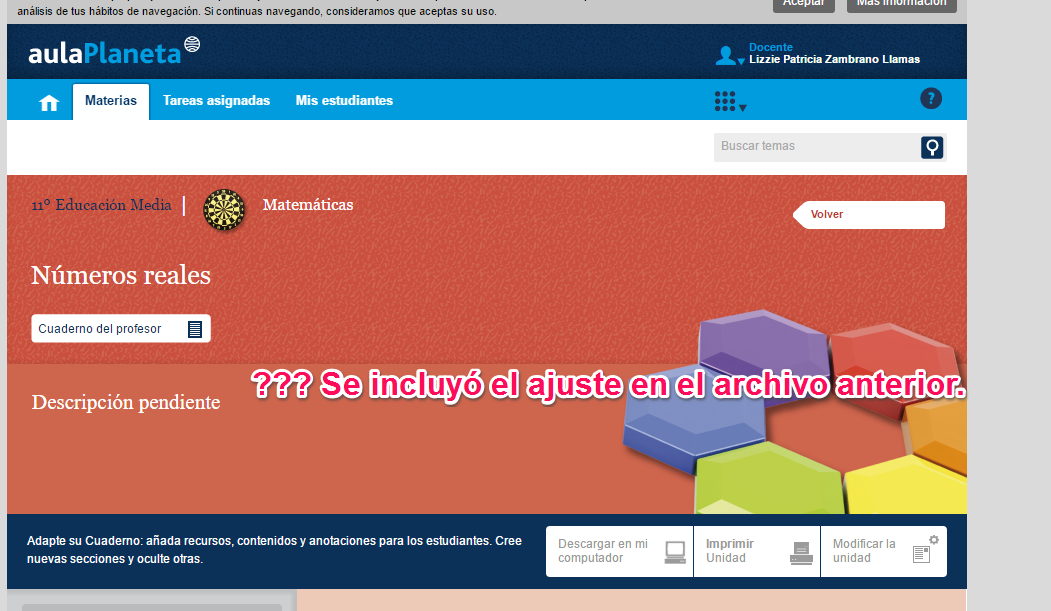 análisis de tus hábitos de navegación. Si continuas navegando, consideramos que aceptas su uso.
Aceptar
Más información
aulaPlaneta
Docente
Lizzie Patricia Zambrano Llamas
Materias
Tareas asignadas
Mis estudiantes
?
Buscar temas
11º Educación Media
Matemáticas
Volver
Números reales
Cuaderno del profesor
??? Se incluyó el ajuste en el archivo anterior.
Descripción pendiente
Adapte su Cuaderno: añada recursos, contenidos y anotaciones para los estudiantes. Cree
nuevas secciones y oculte otras.
Descargar en mi
computador
Imprimir
Unidad
Modificar la
unidad